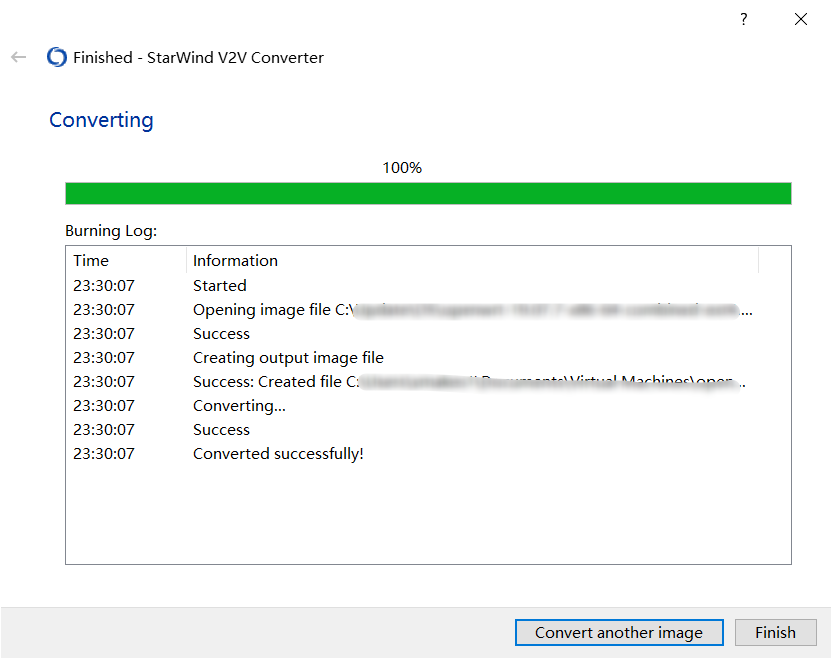 ?
Finished - StarWind V2V Converter
Converting
100%
Burning Log:
Time Information
23:30:07 Started
23:30:07 Opening image file C:\...
23:30:07 Success
23:30:07 Creating output image file
23:30:07 Success: Created file C:\Documents\Virtual Machines\open...
23:30:07 Converting...
23:30:07 Success
23:30:07 Converted successfully!
Convert another image Finish